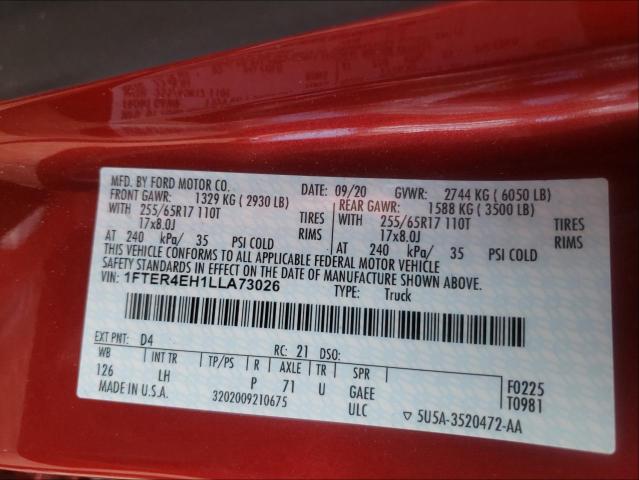 MFD. BY FORD MOTOR CO. DATE: 09/20 GVWR: 2744 KG ( 6050 LB)
FRONT GAWR: 1329 KG ( 2930 LB) REAR GAWR: 1588 KG ( 3500 LB)
WITH 255/65R17 110T TIRES WITH 255/65R17 110T TIRES
17x8.0J RIMS 17x8.0J RIMS
AT 240 kPa/ 35 PSI COLD AT 240 kPa/ 35 PSI COLD
THIS VEHICLE CONFORMS TO ALL APPLICABLE FEDERAL MOTOR VEHICLE
SAFETY STANDARDS IN EFFECT ON THE DATE OF MANUFACTURE SHOWN ABOVE.
VIN: 1FTER4EH1LLA73026 TYPE: Truck
EXT PNT: D4 RC: 21 DSO:
WB INT TR TP/PS R AXLE TR SPR
126 LH P 71 U GAEE F0225
MADE IN U.S.A. 3202009210675 ULC T0981
▽ 5U5A-3520472-AA